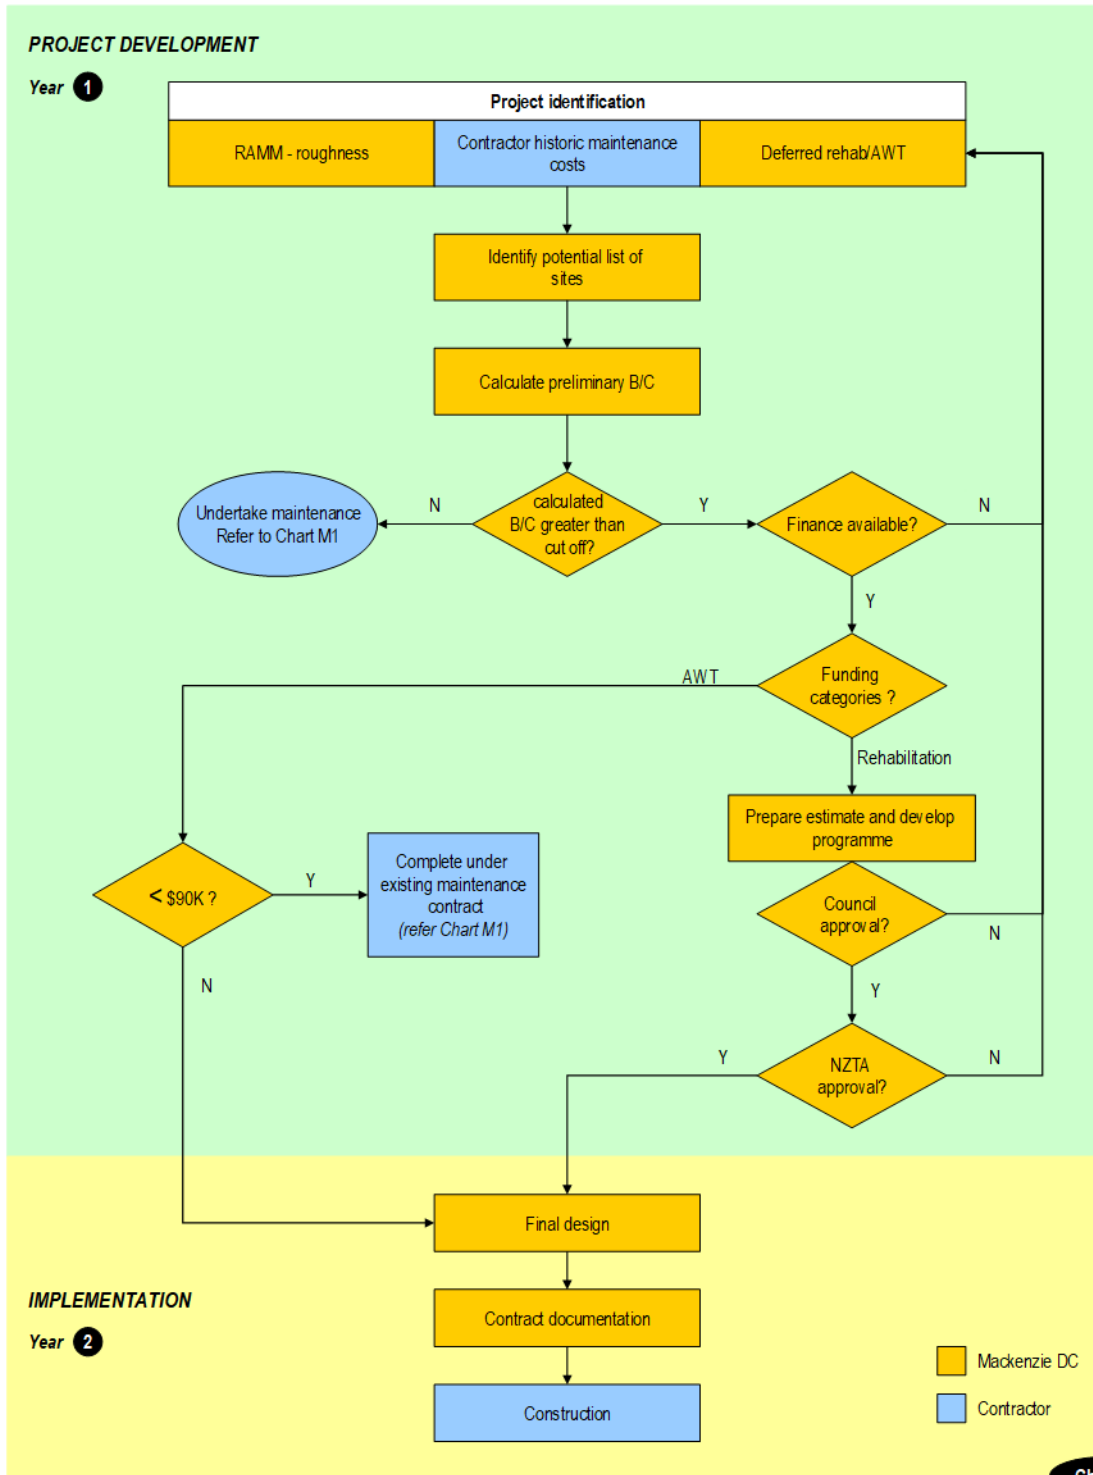 PROJECT DEVELOPMENT
Year 1
Project identification
RAMM - roughness
Contractor historic maintenance
costs
Deferred rehab/AWT
Identify potential list of
sites
Calculate preliminary B/C
Undertake maintenance
Refer to Chart M1
N
calculated
B/C greater than
cut off?
Y
Finance available?
N
Y
AWT
Funding
categories ?
Rehabilitation
Prepare estimate and develop
programme
< $90K ?
Y
Complete under
existing maintenance
contract
(refer Chart M1)
Council
approval?
N
N
Y
Y
NZTA
approval?
N
Final design
IMPLEMENTATION
Year 2
Contract documentation
Construction
Mackenzie DC
Contractor